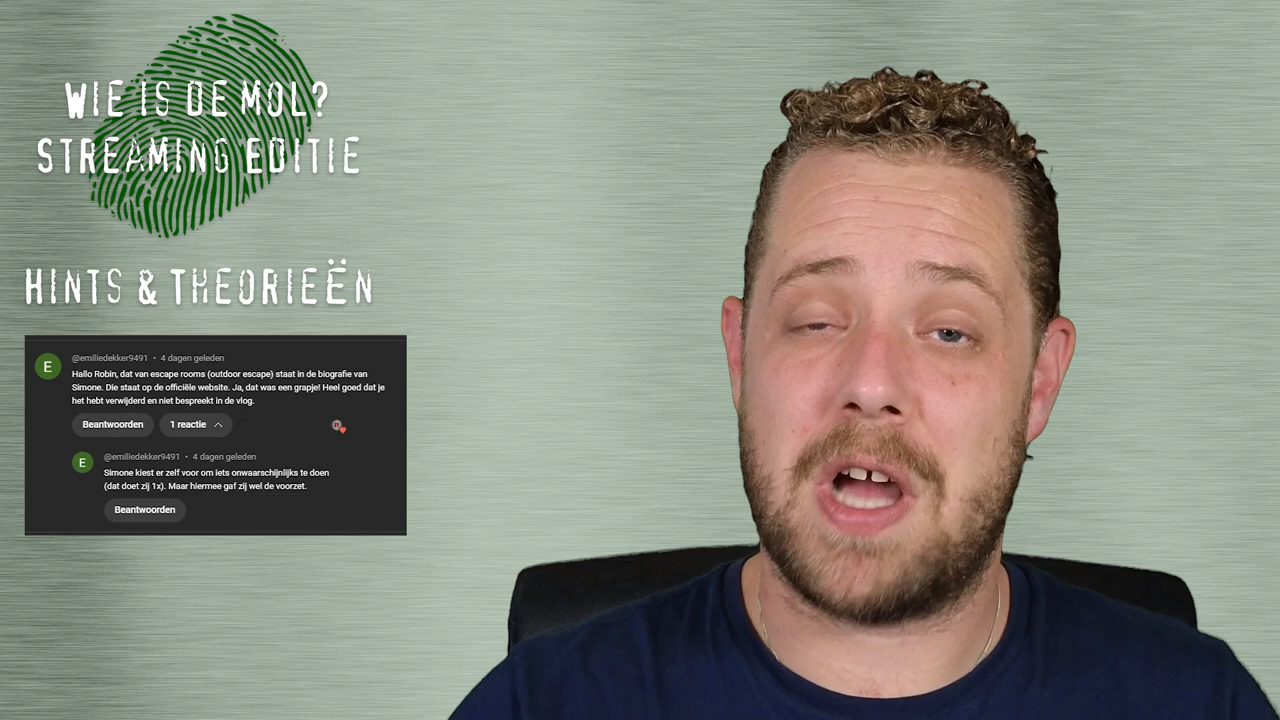 WIE IS DE MOL?
STREAMING EDITIE
HINTS & THEORIEËN
@emiliedekker9491 • 4 dagen geleden
Hallo Robin, dat van escape rooms (outdoor escape) staat in de biografie van
Simone. Die staat op de officiële website. Ja, dat was een grapje! Heel goed dat je
het hebt verwijderd en niet bespreekt in de vlog.
Beantwoorden 1 reactie
@emiliedekker9491 • 4 dagen geleden
Simone kiest er zelf voor om iets onwaarschijnlijks te doen
(dat doet zij 1x). Maar hiermee gaf zij wel de voorzet.
Beantwoorden